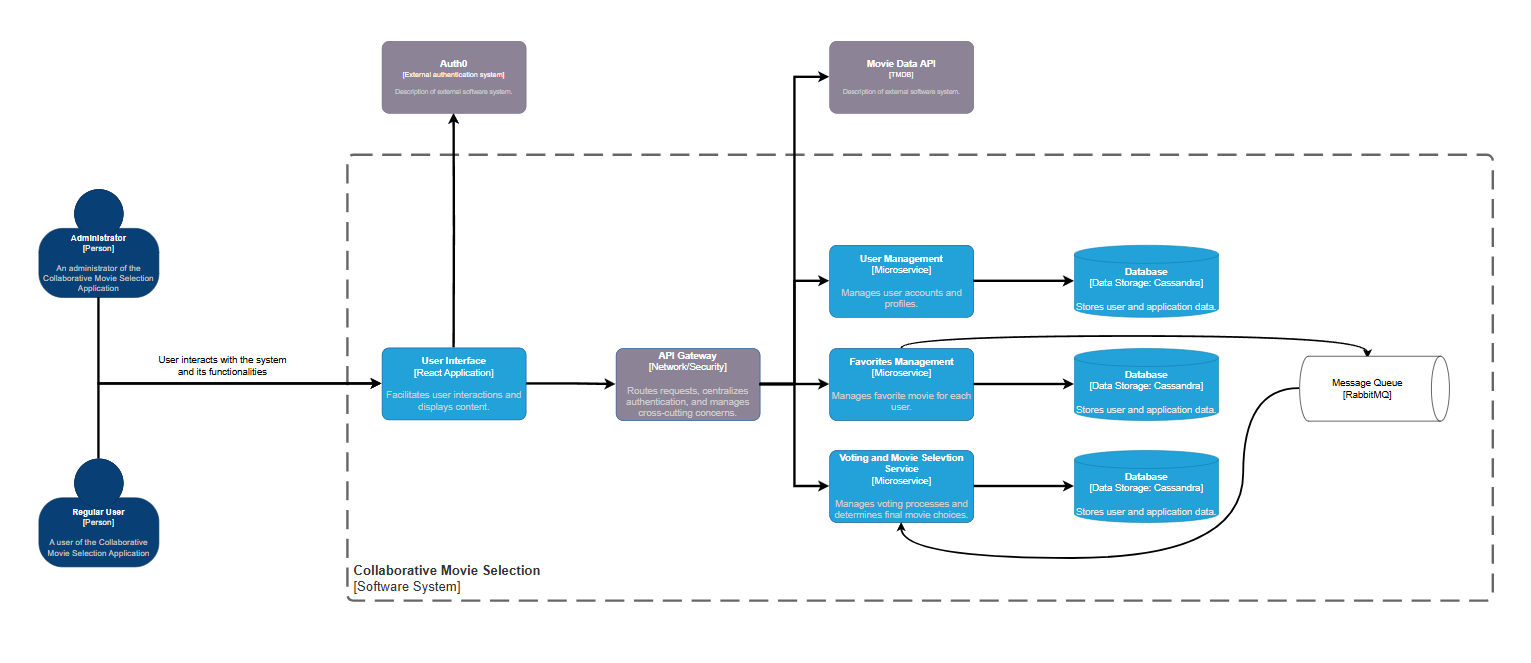 Auth0
[External authentication system]
Description of external software system.
Movie Data API
[TMDB]
Description of external software system.
Administrator
[Person]
An administrator of the
Collaborative Movie Selection
Application
User interacts with the system
and its functionalities
Regular User
[Person]
A user of the Collaborative
Movie Selection Application
User Interface
[React Application]
Facilitates user interactions and
displays content.
API Gateway
[Network/Security]
Routes requests, centralizes
authentication, and manages
cross-cutting concerns.
User Management
[Microservice]
Manages user accounts and
profiles.
Database
[Data Storage: Cassandra]
Stores user and application data.
Favorites Management
[Microservice]
Manages favorite movie for each
user.
Database
[Data Storage: Cassandra]
Stores user and application data.
Message Queue
[RabbitMQ]
Voting and Movie Selevtion
Service
[Microservice]
Manages voting processes and
determines final movie choices.
Database
[Data Storage: Cassandra]
Stores user and application data.
Collaborative Movie Selection
[Software System]